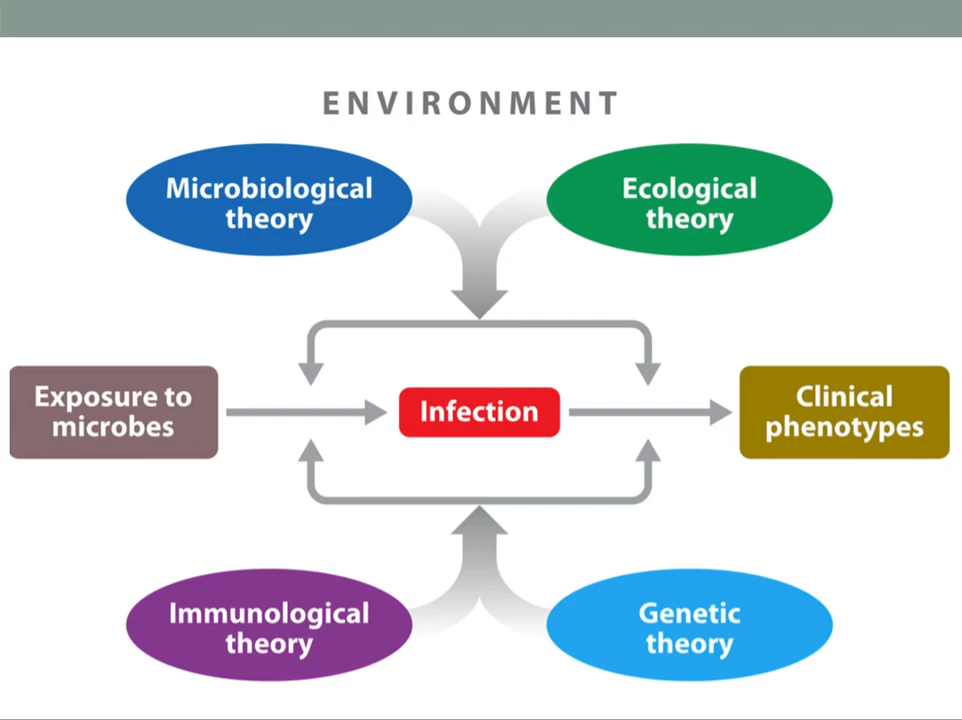 ENVIRONMENT
Microbiological
theory
Ecological
theory
Exposure to
microbes
Infection
Clinical
phenotypes
Immunological
theory
Genetic
theory